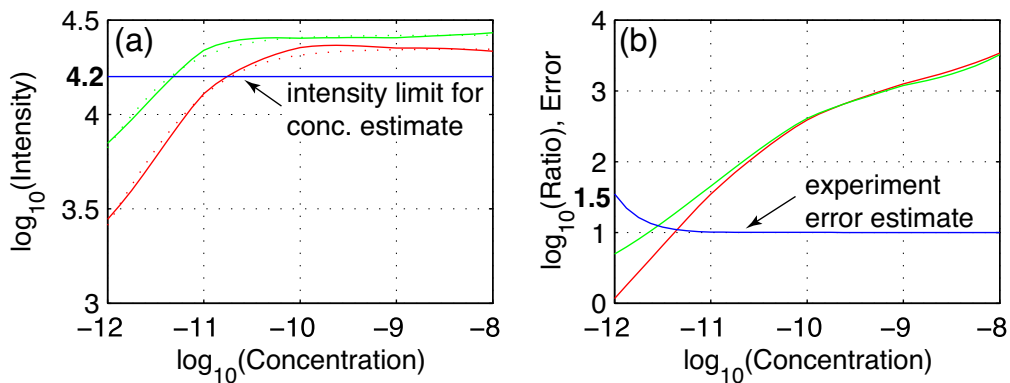 (a)
log10(Intensity)
4.5
4.2
4
3.5
3
intensity limit for
conc. estimate
−12 −11 −10 −9 −8
log10(Concentration)
(b)
log10(Ratio), Error
4
3
2
1.5
1
0
experiment
error estimate
−12 −11 −10 −9 −8
log10(Concentration)